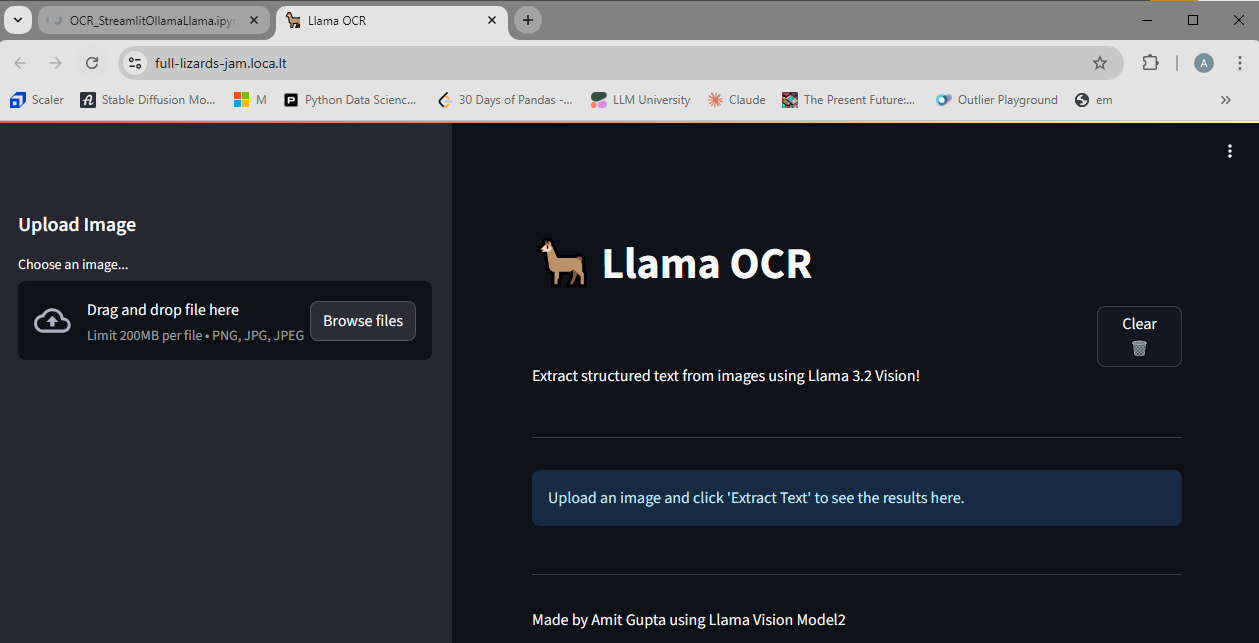 OCR_StreamlitOllamaLlama.ipyn
Llama OCR
full-lizards-jam.loca.lt
A
Scaler
Stable Diffusion Mo...
M
Python Data Scienc...
30 Days of Pandas -...
LLM University
Claude
The Present Future:...
Outlier Playground
em
Upload Image
Choose an image...
Drag and drop file here
Limit 200MB per file • PNG, JPG, JPEG
Browse files
Llama OCR
Clear
Extract structured text from images using Llama 3.2 Vision!
Upload an image and click 'Extract Text' to see the results here.
Made by Amit Gupta using Llama Vision Model2